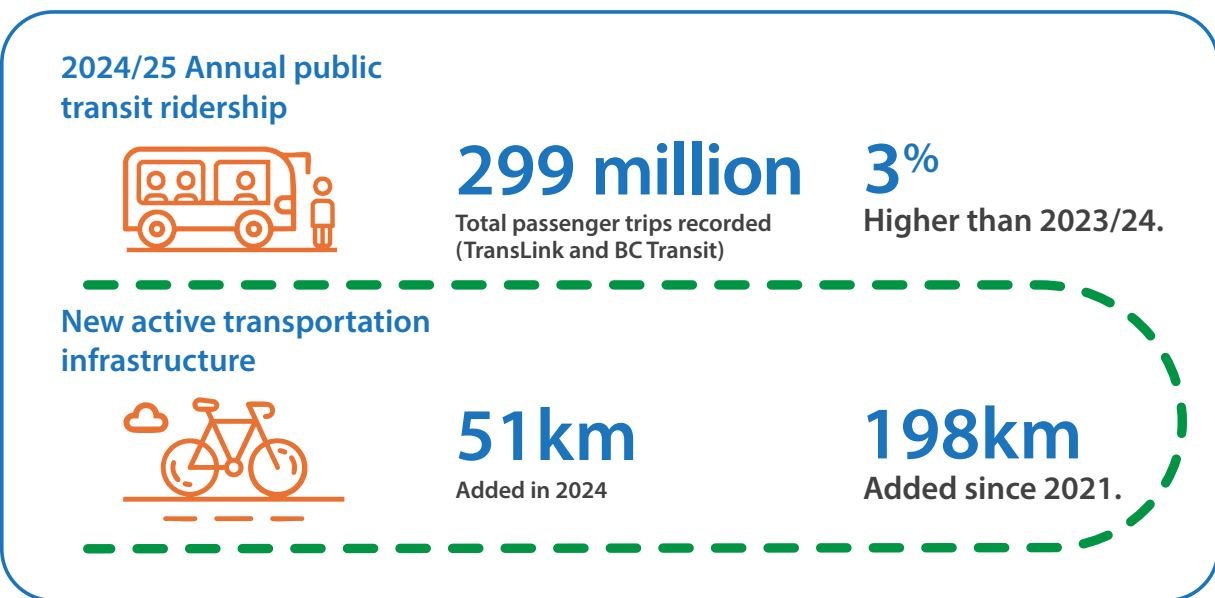 2024/25 Annual public
transit ridership
299 million
Total passenger trips recorded
(TransLink and BC Transit)
3%
Higher than 2023/24.
New active transportation
infrastructure
51km
Added in 2024
198km
Added since 2021.